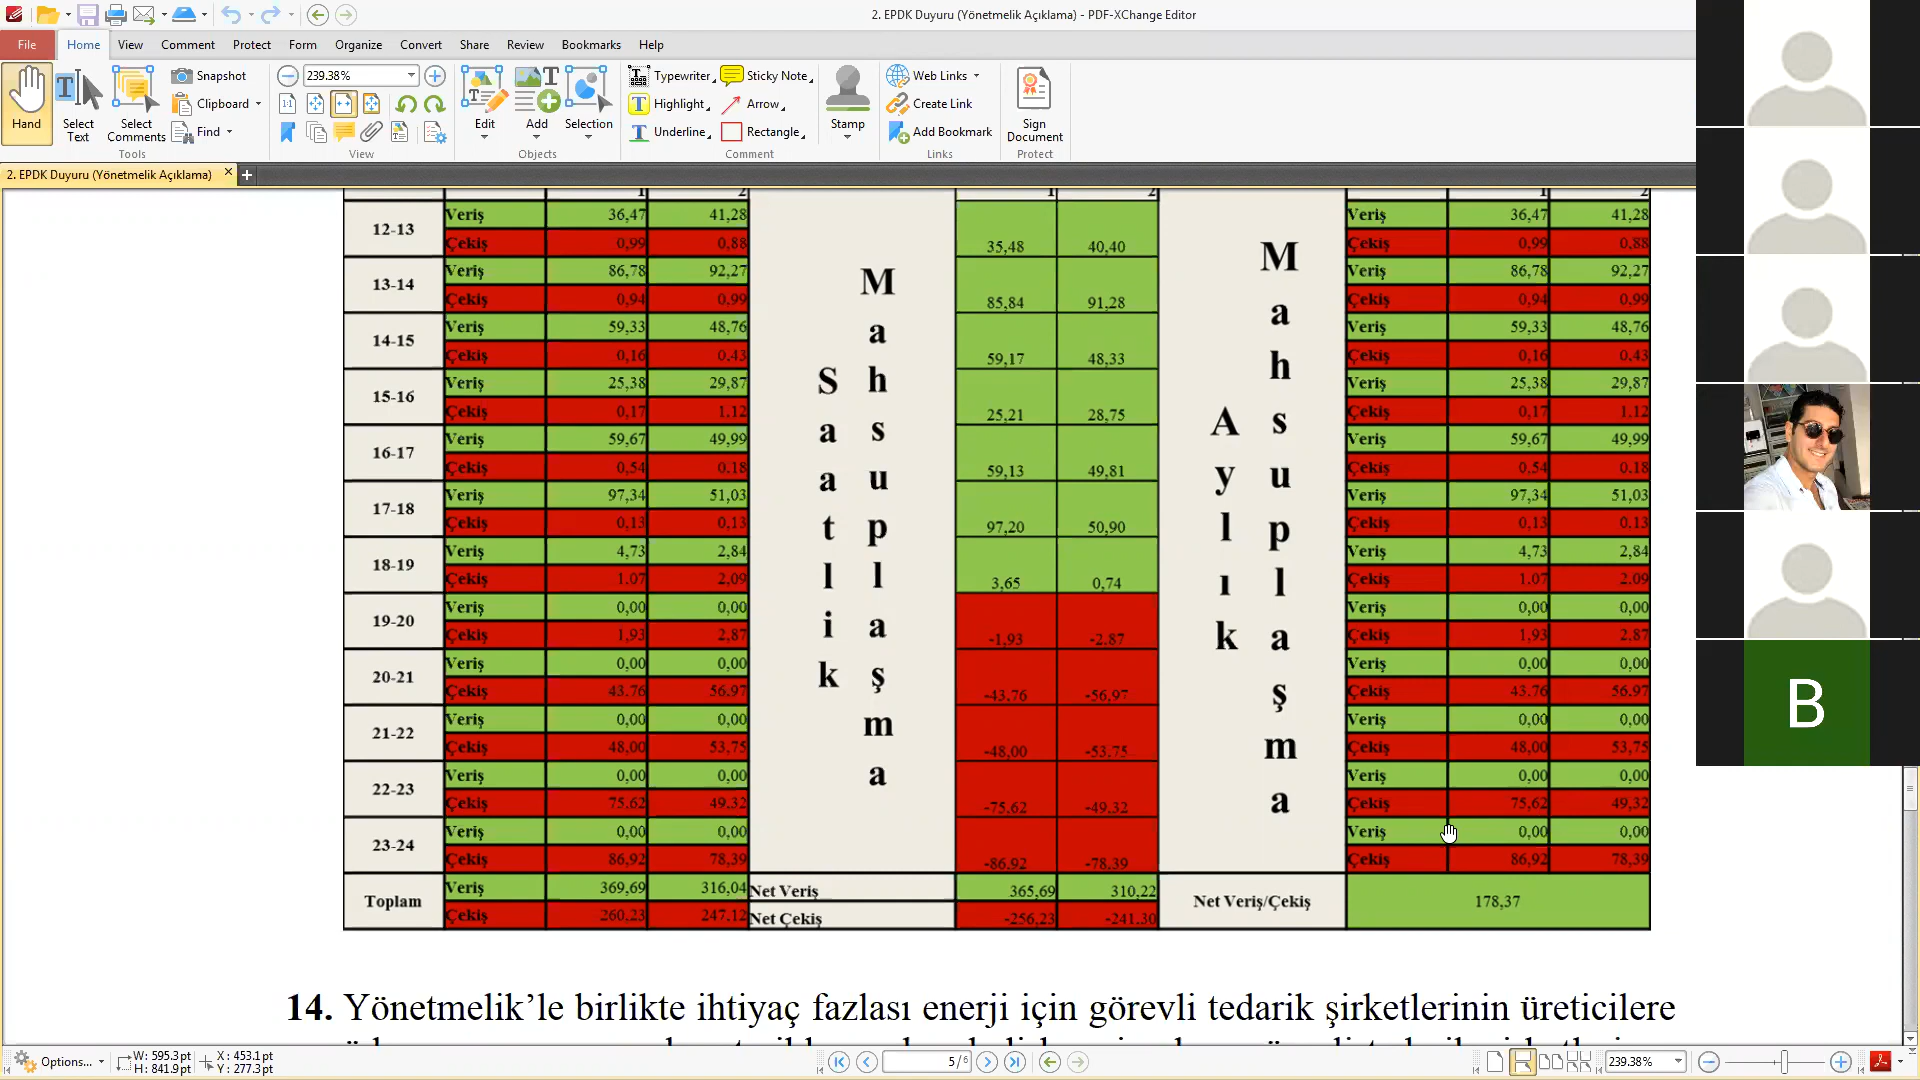 2. EPDK Duyuru (Yönetmelik Açıklama) - PDF-XChange Editor
File Home View Comment Protect Form Organize Convert Share Review Bookmarks Help
Hand
Select Text
Select Comments
Snapshot
Clipboard
Find
Tools
239.38%
View
Edit
Add
Selection
Objects
Typewriter
Sticky Note
Highlight
Arrow
Underline
Rectangle
Stamp
Comment
Web Links
Create Link
Add Bookmark
Links
Sign Document
Protect
2. EPDK Duyuru (Yönetmelik Açıklama)
1 2 1 2 1 2
12-13 Veriş 36,47 41,28 35,48 40,40 Veriş 36,47 41,28
Çekiş 0,99 0,88 Çekiş 0,99 0,88
13-14 Veriş 86,78 92,27 85,84 91,28 Veriş 86,78 92,27
Çekiş 0,94 0,99 Çekiş 0,94 0,99
14-15 Veriş 59,33 48,76 59,17 48,33 Veriş 59,33 48,76
Çekiş 0,16 0,43 Çekiş 0,16 0,43
15-16 Veriş 25,38 29,87 25,21 28,75 Veriş 25,38 29,87
Çekiş 0,17 1,12 Çekiş 0,17 1,12
16-17 Veriş 59,67 49,99 59,13 49,81 Veriş 59,67 49,99
Çekiş 0,54 0,18 Çekiş 0,54 0,18
17-18 Veriş 97,34 51,03 97,20 50,90 Veriş 97,34 51,03
Çekiş 0,13 0,13 Çekiş 0,13 0,13
18-19 Veriş 4,73 2,84 3,65 0,74 Veriş 4,73 2,84
Çekiş 1,07 2,09 Çekiş 1,07 2,09
19-20 Veriş 0,00 0,00 -1,93 -2,87 Veriş 0,00 0,00
Çekiş 1,93 2,87 Çekiş 1,93 2,87
20-21 Veriş 0,00 0,00 -43,76 -56,97 Veriş 0,00 0,00
Çekiş 43,76 56,97 Çekiş 43,76 56,97
21-22 Veriş 0,00 0,00 -48,00 -53,75 Veriş 0,00 0,00
Çekiş 48,00 53,75 Çekiş 48,00 53,75
22-23 Veriş 0,00 0,00 -75,62 -49,32 Veriş 0,00 0,00
Çekiş 75,62 49,32 Çekiş 75,62 49,32
23-24 Veriş 0,00 0,00 -86,92 -78,39 Veriş 0,00 0,00
Çekiş 86,92 78,39 Çekiş 86,92 78,39
Saatlik Mahsuplaşma
Aylık Mahsuplaşma
Toplam Veriş 369,69 316,04 Net Veriş 365,69 310,22 Net Veriş/Çekiş 178,37
Çekiş 260,23 247,12 Net Çekiş -256,23 -241,30
14. Yönetmelik’le birlikte ihtiyaç fazlası enerji için görevli tedarik şirketlerinin üreticilere
B
Options...
W: 595.3 pt
H: 841.9 pt
X : 453.1 pt
Y : 277.3 pt
5 / 6
239.38%